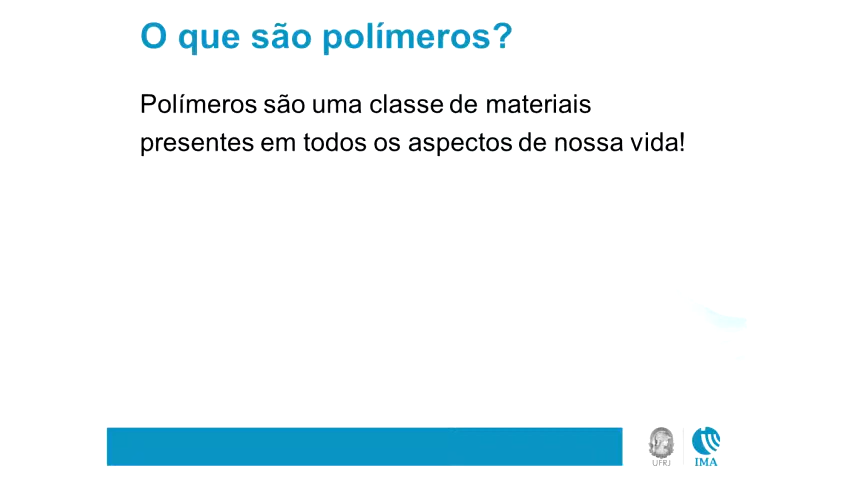 O que são polímeros?
Polímeros são uma classe de materiais
presentes em todos os aspectos de nossa vida!
UFRJ
IMA